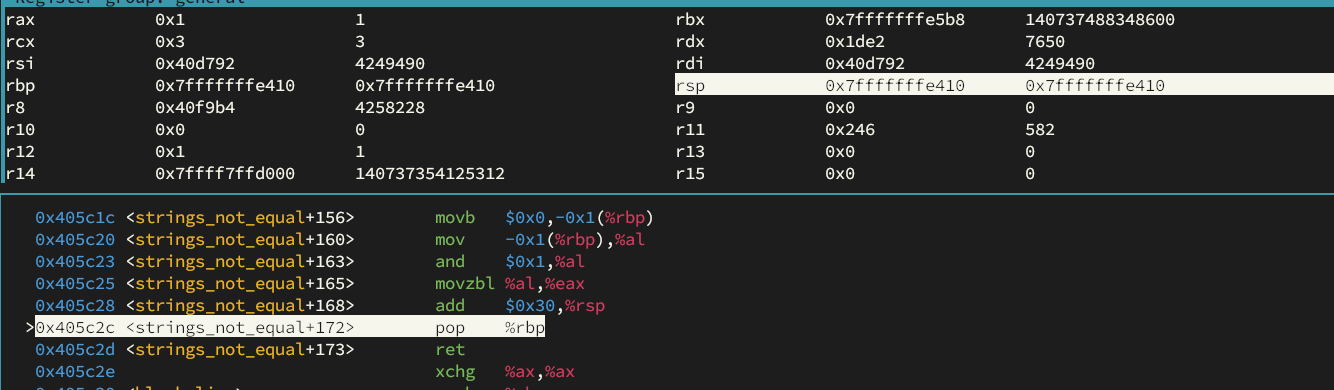 Register group: general
rax 0x1 1 rbx 0x7fffffffe5b8 140737488348600
rcx 0x3 3 rdx 0x1de2 7650
rsi 0x40d792 4249490 rdi 0x40d792 4249490
rbp 0x7fffffffe410 0x7fffffffe410 rsp 0x7fffffffe410 0x7fffffffe410
r8 0x40f9b4 4258228 r9 0x0 0
r10 0x0 0 r11 0x246 582
r12 0x1 1 r13 0x0 0
r14 0x7ffff7ffd000 140737354125312 r15 0x0 0
0x405c1c <strings_not_equal+156> movb $0x0,-0x1(%rbp)
0x405c20 <strings_not_equal+160> mov -0x1(%rbp),%al
0x405c23 <strings_not_equal+163> and $0x1,%al
0x405c25 <strings_not_equal+165> movzbl %al,%eax
0x405c28 <strings_not_equal+168> add $0x30,%rsp
>0x405c2c <strings_not_equal+172> pop %rbp
0x405c2d <strings_not_equal+173> ret
0x405c2e xchg %ax,%ax